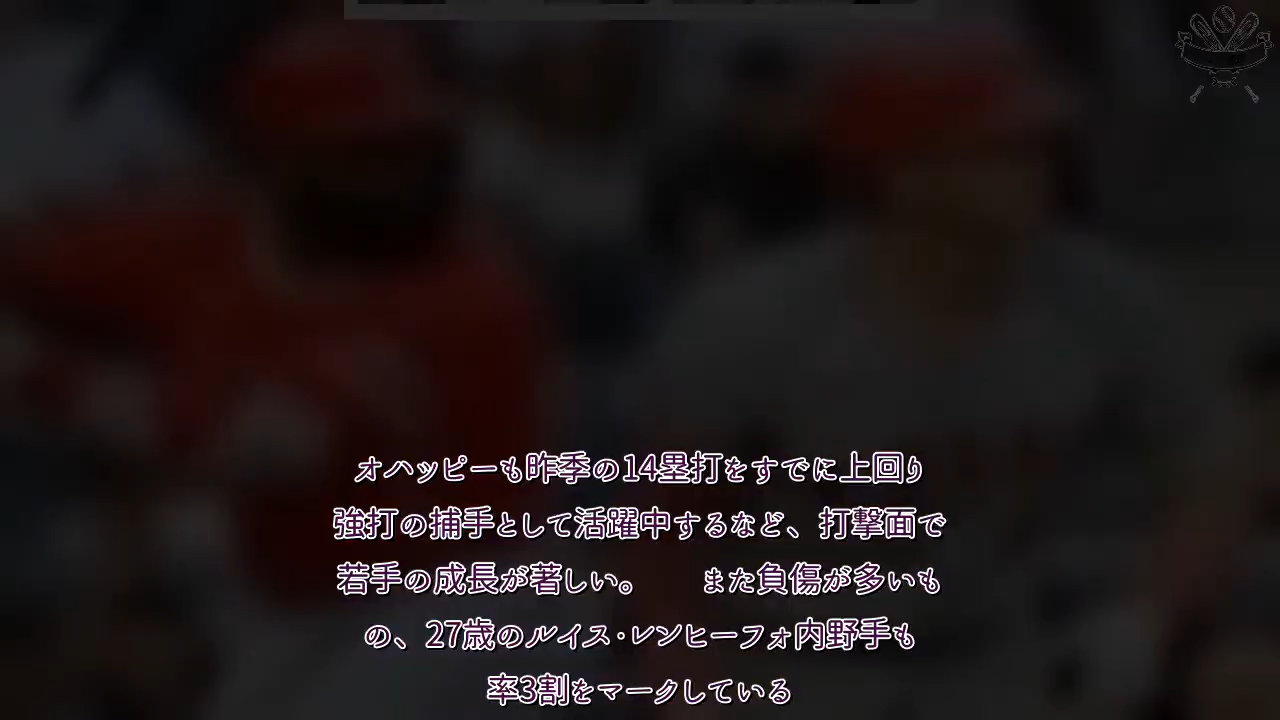 オハッピーも昨季の14塁打をすでに上回り
強打の捕手として活躍中するなど、打撃面で
若手の成長が著しい。　　また負傷が多いも
の、27歳のルイス・レンヒーフォ内野手も
率3割をマークしている